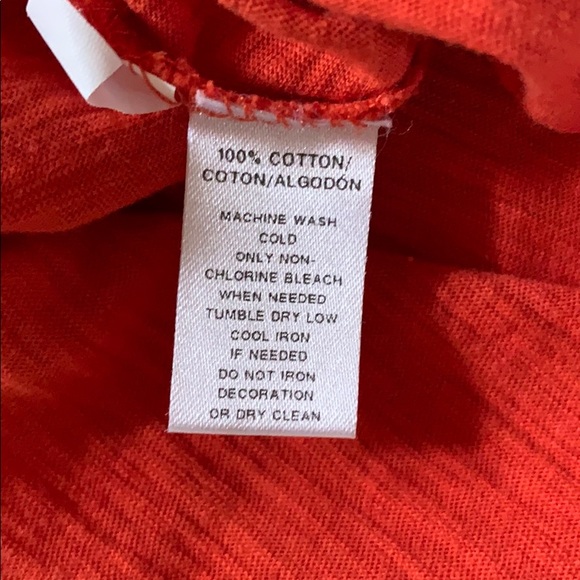 100% COTTON/
COTON/ALGODÓN
MACHINE WASH
COLD
ONLY NON-
CHLORINE BLEACH
WHEN NEEDED
TUMBLE DRY LOW
COOL IRON
IF NEEDED
DO NOT IRON
DECORATION
OR DRY CLEAN